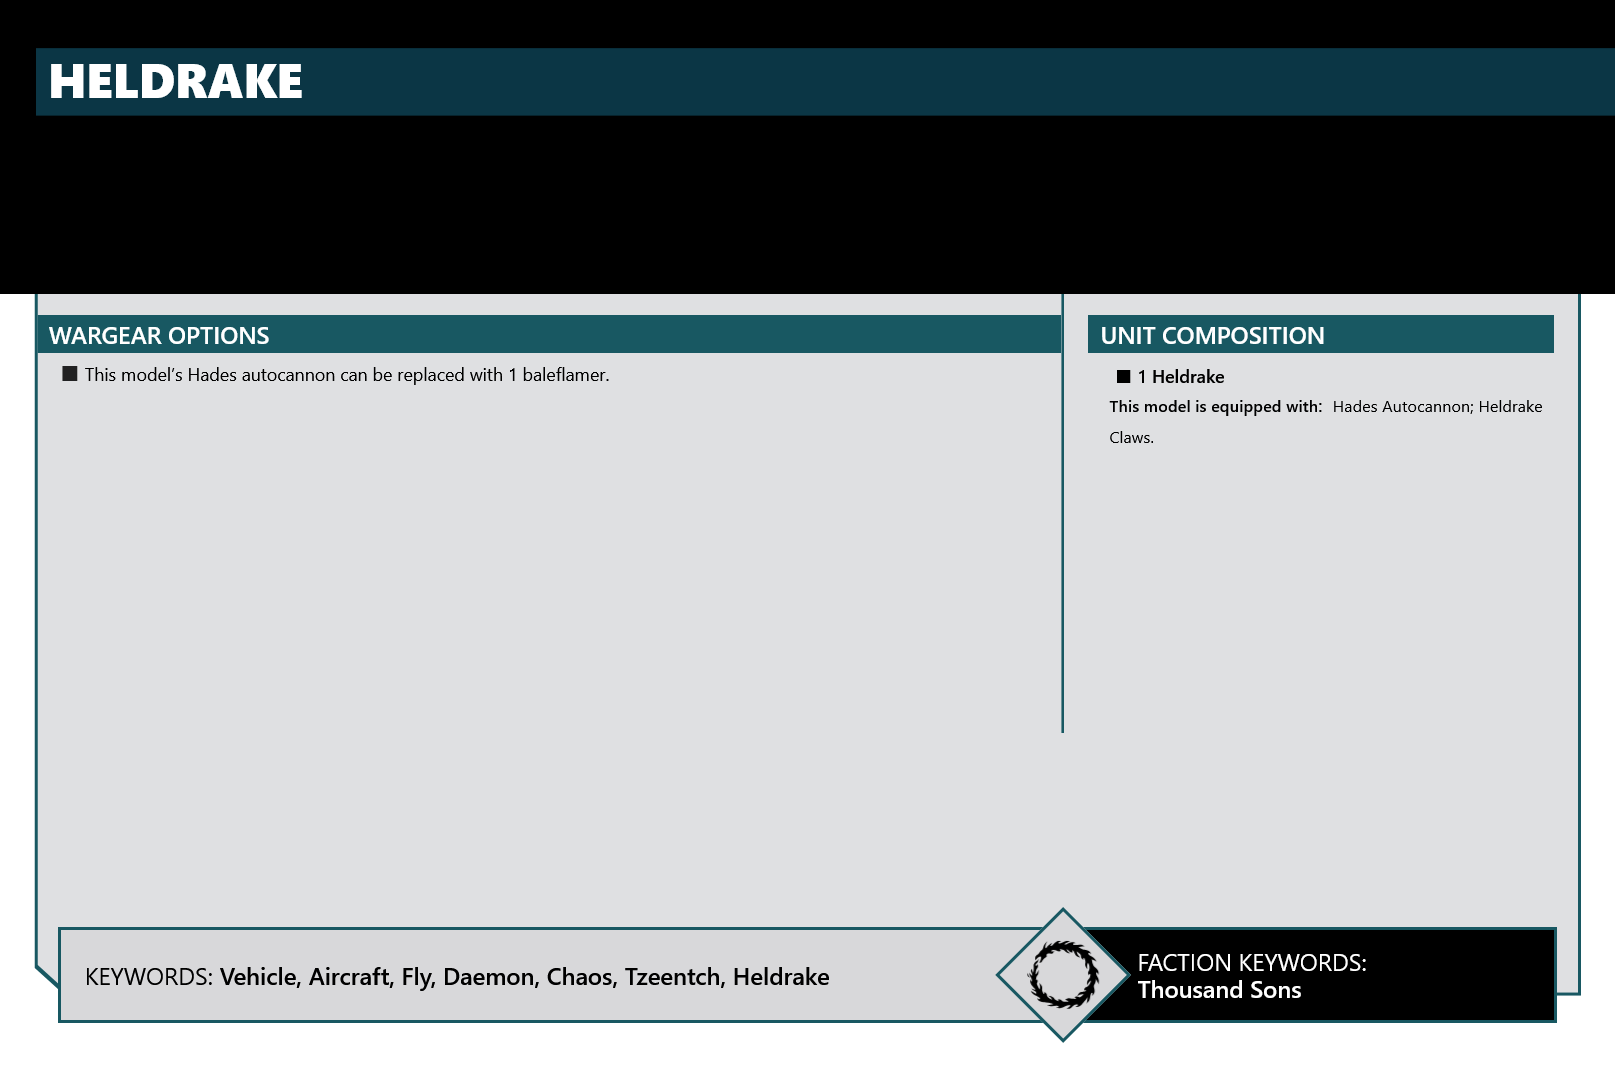 HELDRAKE
WARGEAR OPTIONS
■ This model's Hades autocannon can be replaced with 1 baleflamer.
UNIT COMPOSITION
■ 1 Heldrake
This model is equipped with: Hades Autocannon; Heldrake
Claws.
KEYWORDS: Vehicle, Aircraft, Fly, Daemon, Chaos, Tzeentch, Heldrake
FACTION KEYWORDS:
Thousand Sons